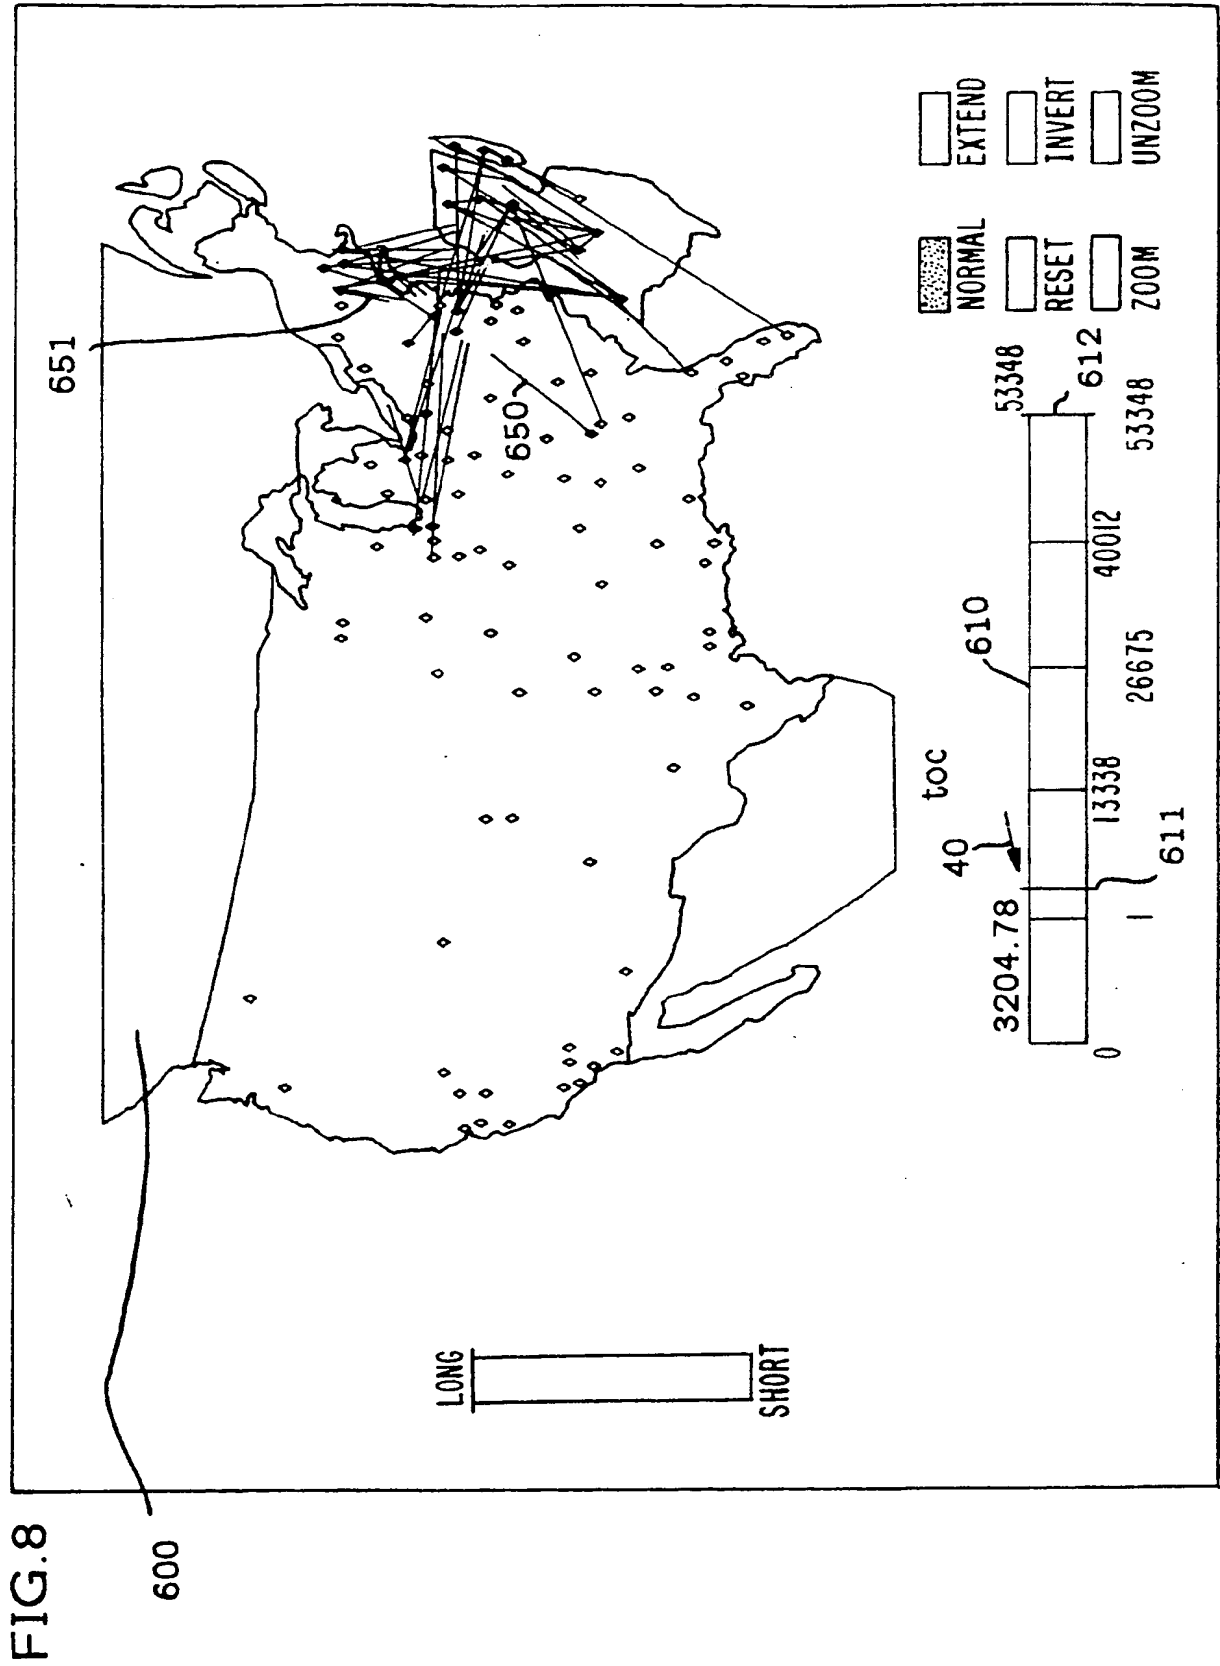 FIG.8
600
651
650
LONG
SHORT
toc
40
610
612
611
3204.78
53348
0
1
13338
26675
40012
53348
NORMAL
EXTEND
RESET
INVERT
ZOOM
UNZOOM